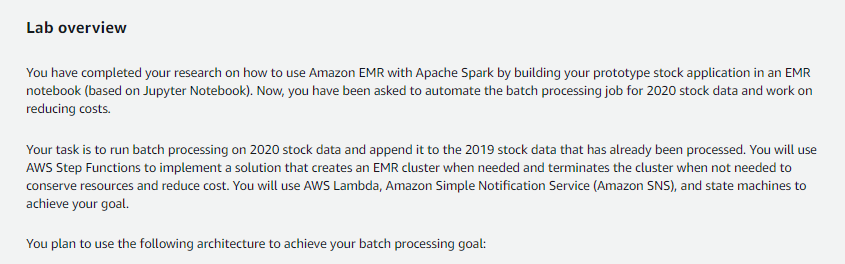 Lab overview
You have completed your research on how to use Amazon EMR with Apache Spark by building your prototype stock application in an EMR
notebook (based on Jupyter Notebook). Now, you have been asked to automate the batch processing job for 2020 stock data and work on
reducing costs.
Your task is to run batch processing on 2020 stock data and append it to the 2019 stock data that has already been processed. You will use
AWS Step Functions to implement a solution that creates an EMR cluster when needed and terminates the cluster when not needed to
conserve resources and reduce cost. You will use AWS Lambda, Amazon Simple Notification Service (Amazon SNS), and state machines to
achieve your goal.
You plan to use the following architecture to achieve your batch processing goal: